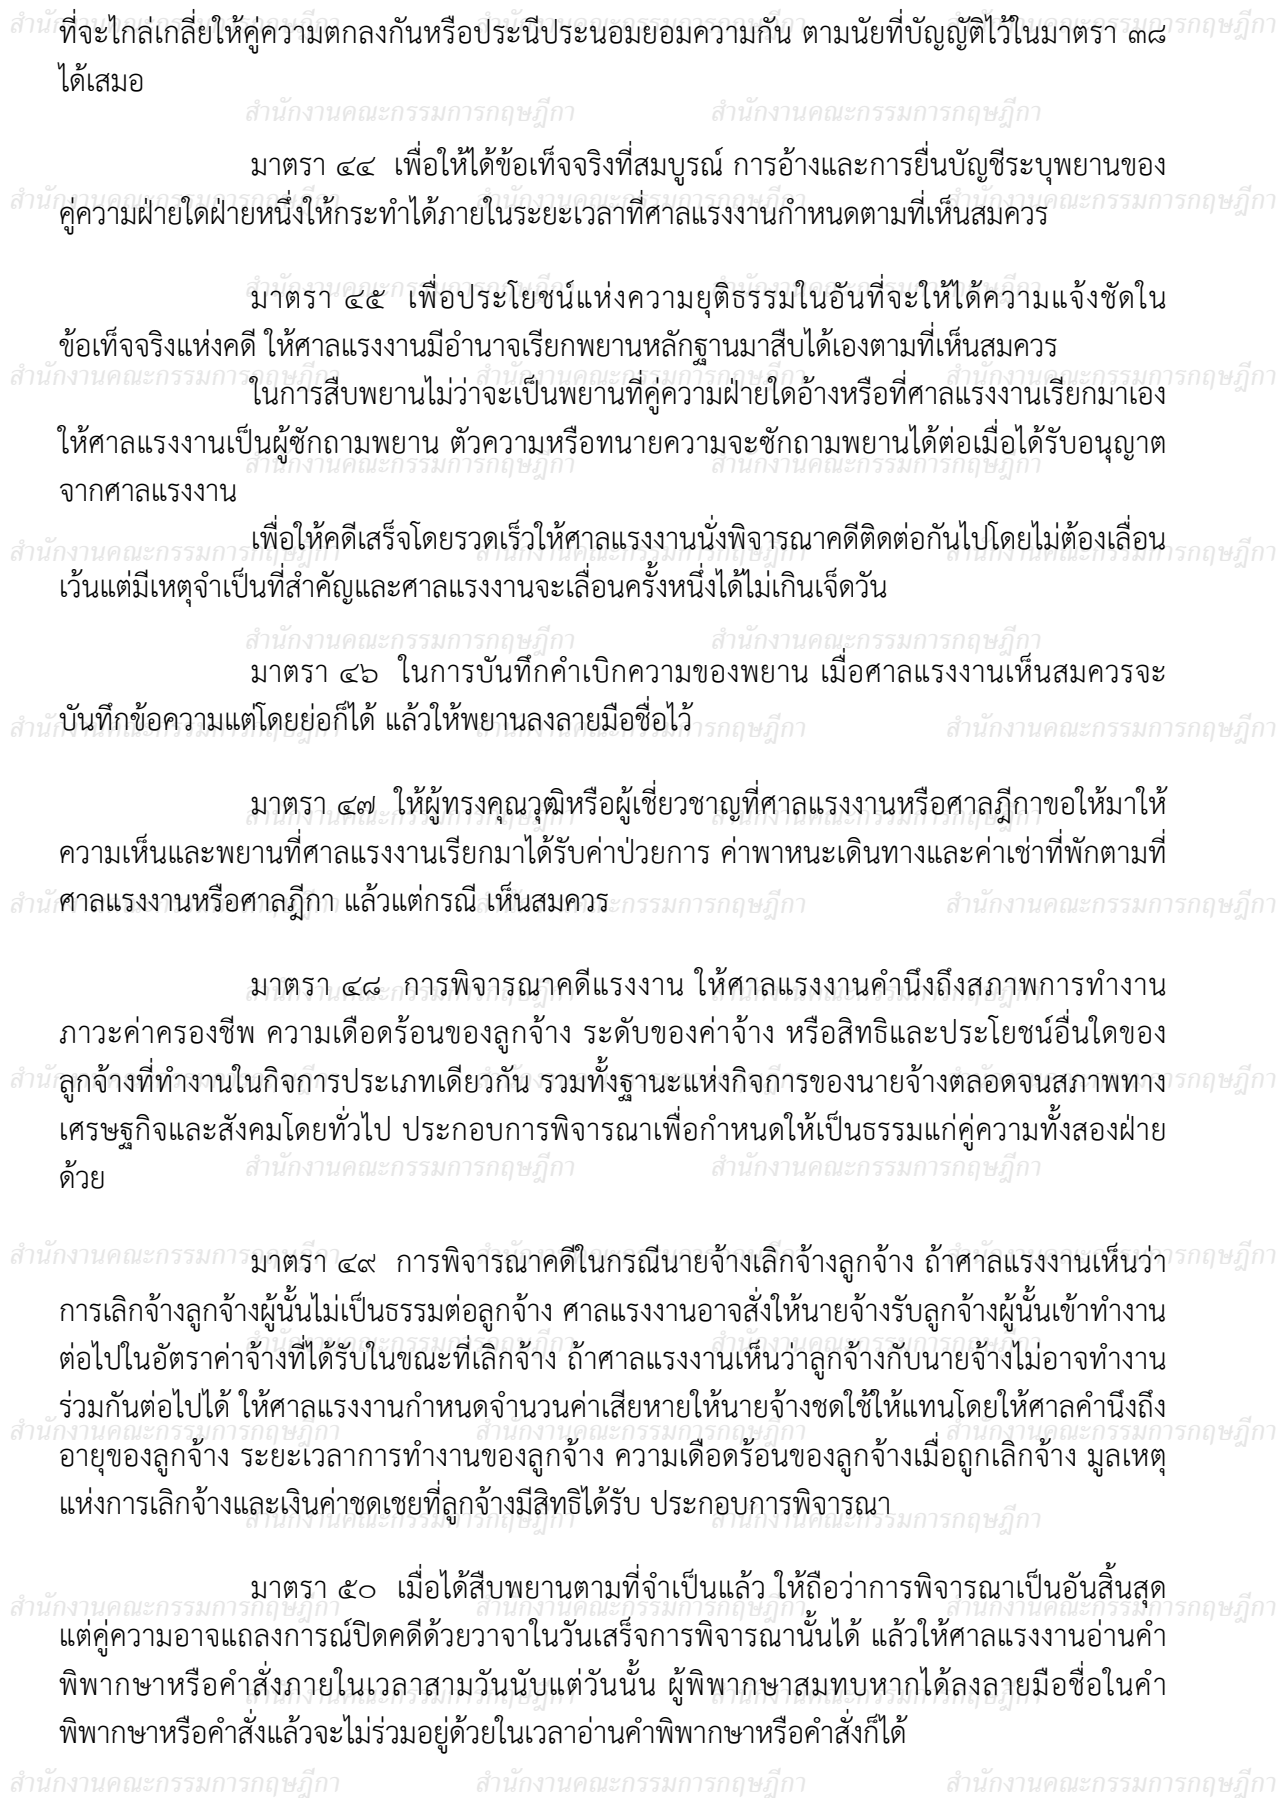 ที่จะไกล่เกลี่ยให้คู่ความตกลงกันหรือประนีประนอมยอมความกัน ตามนัยที่บัญญัติไว้ในมาตรา ๓๘
ได้เสมอ
มาตรา ๔๔ เพื่อให้ได้ข้อเท็จจริงที่สมบูรณ์ การอ้างและการยื่นบัญชีระบุพยานของ
คู่ความฝ่ายใดฝ่ายหนึ่งให้กระทำได้ภายในระยะเวลาที่ศาลแรงงานกำหนดตามที่เห็นสมควร
มาตรา ๔๕ เพื่อประโยชน์แห่งความยุติธรรมในอันที่จะให้ได้ความแจ้งชัดใน
ข้อเท็จจริงแห่งคดี ให้ศาลแรงงานมีอำนาจเรียกพยานหลักฐานมาสืบได้เองตามที่เห็นสมควร
ในการสืบพยานไม่ว่าจะเป็นพยานที่คู่ความฝ่ายใดอ้างหรือที่ศาลแรงงานเรียกมาเอง
ให้ศาลแรงงานเป็นผู้ซักถามพยาน ตัวความหรือทนายความจะซักถามพยานได้ต่อเมื่อได้รับอนุญาต
จากศาลแรงงาน
เพื่อให้คดีเสร็จโดยรวดเร็วให้ศาลแรงงานนั่งพิจารณาคดีติดต่อกันไปโดยไม่ต้องเลื่อน
เว้นแต่มีเหตุจำเป็นที่สำคัญและศาลแรงงานจะเลื่อนครั้งหนึ่งได้ไม่เกินเจ็ดวัน
มาตรา ๔๖ ในการบันทึกคำเบิกความของพยาน เมื่อศาลแรงงานเห็นสมควรจะ
บันทึกข้อความแต่โดยย่อก็ได้ แล้วให้พยานลงลายมือชื่อไว้
มาตรา ๔๗ ให้ผู้ทรงคุณวุฒิหรือผู้เชี่ยวชาญที่ศาลแรงงานหรือศาลฎีกาขอให้มาให้
ความเห็นและพยานที่ศาลแรงงานเรียกมาได้รับค่าป่วยการ ค่าพาหนะเดินทางและค่าเช่าที่พักตามที่
ศาลแรงงานหรือศาลฎีกา แล้วแต่กรณี เห็นสมควร
มาตรา ๔๘ การพิจารณาคดีแรงงาน ให้ศาลแรงงานคำนึงถึงสภาพการทำงาน
ภาวะค่าครองชีพ ความเดือดร้อนของลูกจ้าง ระดับของค่าจ้าง หรือสิทธิและประโยชน์อื่นใดของ
ลูกจ้างที่ทำงานในกิจการประเภทเดียวกัน รวมทั้งฐานะแห่งกิจการของนายจ้างตลอดจนสภาพทาง
เศรษฐกิจและสังคมโดยทั่วไป ประกอบการพิจารณาเพื่อกำหนดให้เป็นธรรมแก่คู่ความทั้งสองฝ่าย
ด้วย
มาตรา ๔๙ การพิจารณาคดีในกรณีนายจ้างเลิกจ้างลูกจ้าง ถ้าศาลแรงงานเห็นว่า
การเลิกจ้างลูกจ้างผู้นั้นไม่เป็นธรรมต่อลูกจ้าง ศาลแรงงานอาจสั่งให้นายจ้างรับลูกจ้างผู้นั้นเข้าทำงาน
ต่อไปในอัตราค่าจ้างที่ได้รับในขณะที่เลิกจ้าง ถ้าศาลแรงงานเห็นว่าลูกจ้างกับนายจ้างไม่อาจทำงาน
ร่วมกันต่อไปได้ ให้ศาลแรงงานกำหนดจำนวนค่าเสียหายให้นายจ้างชดใช้ให้แทนโดยให้ศาลคำนึงถึง
อายุของลูกจ้าง ระยะเวลาการทำงานของลูกจ้าง ความเดือดร้อนของลูกจ้างเมื่อถูกเลิกจ้าง มูลเหตุ
แห่งการเลิกจ้างและเงินค่าชดเชยที่ลูกจ้างมีสิทธิได้รับ ประกอบการพิจารณา
มาตรา ๕๐ เมื่อได้สืบพยานตามที่จำเป็นแล้ว ให้ถือว่าการพิจารณาเป็นอันสิ้นสุด
แต่คู่ความอาจแถลงการณ์ปิดคดีด้วยวาจาในวันเสร็จการพิจารณานั้นได้ แล้วให้ศาลแรงงานอ่านคำ
พิพากษาหรือคำสั่งภายในเวลาสามวันนับแต่วันนั้น ผู้พิพากษาสมทบหากได้ลงลายมือชื่อในคำ
พิพากษาหรือคำสั่งแล้วจะไม่ร่วมอยู่ด้วยในเวลาอ่านคำพิพากษาหรือคำสั่งก็ได้
สำนักงานคณะกรรมการกฤษฎีกา สำนักงานคณะกรรมการกฤษฎีกา สำนักงานคณะกรรมการกฤษฎีกา